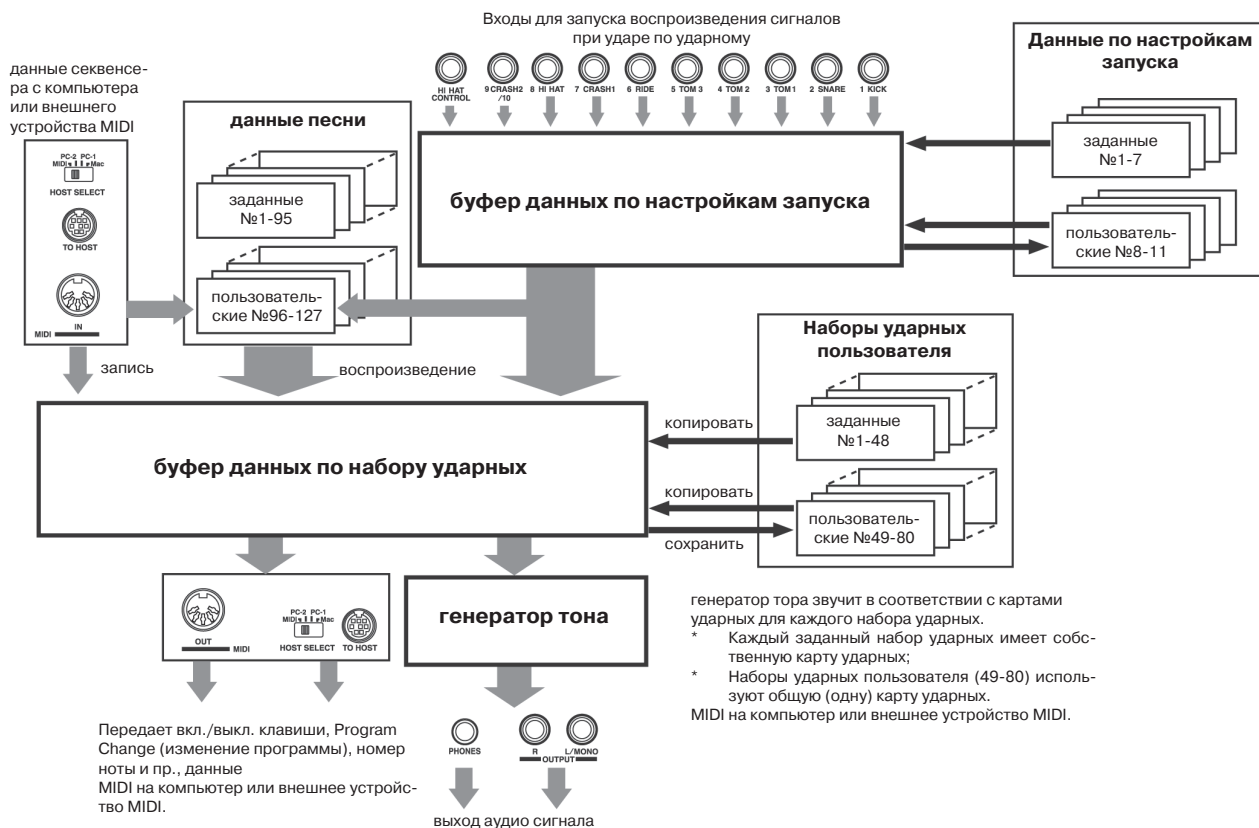 Входы для запуска воспроизведения сигналов
при ударе по ударному
HI HAT
CONTROL
9 CRASH2
/10
8 HI HAT
7 CRASH1
6 RIDE
5 TOM 3
4 TOM 2
3 TOM 1
2 SNARE
1 KICK
Данные по настройкам
запуска
заданные
№1-7
пользователь-
ские №8-11
данные секвенсе-
ра с компьютера
или внешнего
устройства MIDI
PC-2 PC-1
MIDI Mac
HOST SELECT
TO HOST
IN
MIDI
данные песни
заданные
№1-95
пользователь-
ские №96-127
буфер данных по настройкам запуска
запись
воспроизведение
Наборы ударных
пользователя
заданные
№1-48
пользователь-
ские №49-80
копировать
копировать
сохранить
буфер данных по набору ударных
OUT
MIDI
PC-2 PC-1
MIDI Mac
HOST SELECT
TO HOST
генератор тона
генератор тора звучит в соответствии с картами
ударных для каждого набора ударных.
* Каждый заданный набор ударных имеет собс-
твенную карту ударных;
* Наборы ударных пользователя (49-80) исполь-
зуют общую (одну) карту ударных.
MIDI на компьютер или внешнее устройство MIDI.
Передает вкл./выкл. клавиши, Program
Change (изменение программы), номер
ноты и пр., данные
MIDI на компьютер или внешнее устройс-
тво MIDI.
PHONES
R
L/MONO
OUTPUT
выход аудио сигнала